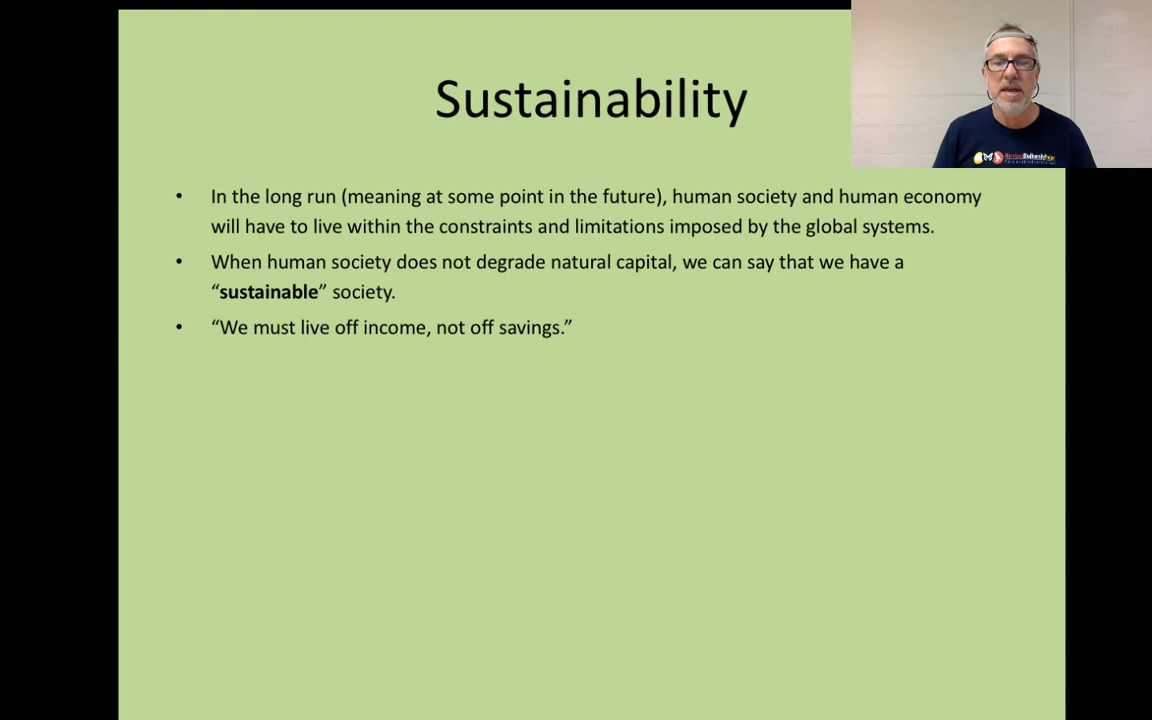 Sustainability
• In the long run (meaning at some point in the future), human society and human economy
will have to live within the constraints and limitations imposed by the global systems.
• When human society does not degrade natural capital, we can say that we have a
“sustainable” society.
• “We must live off income, not off savings.”